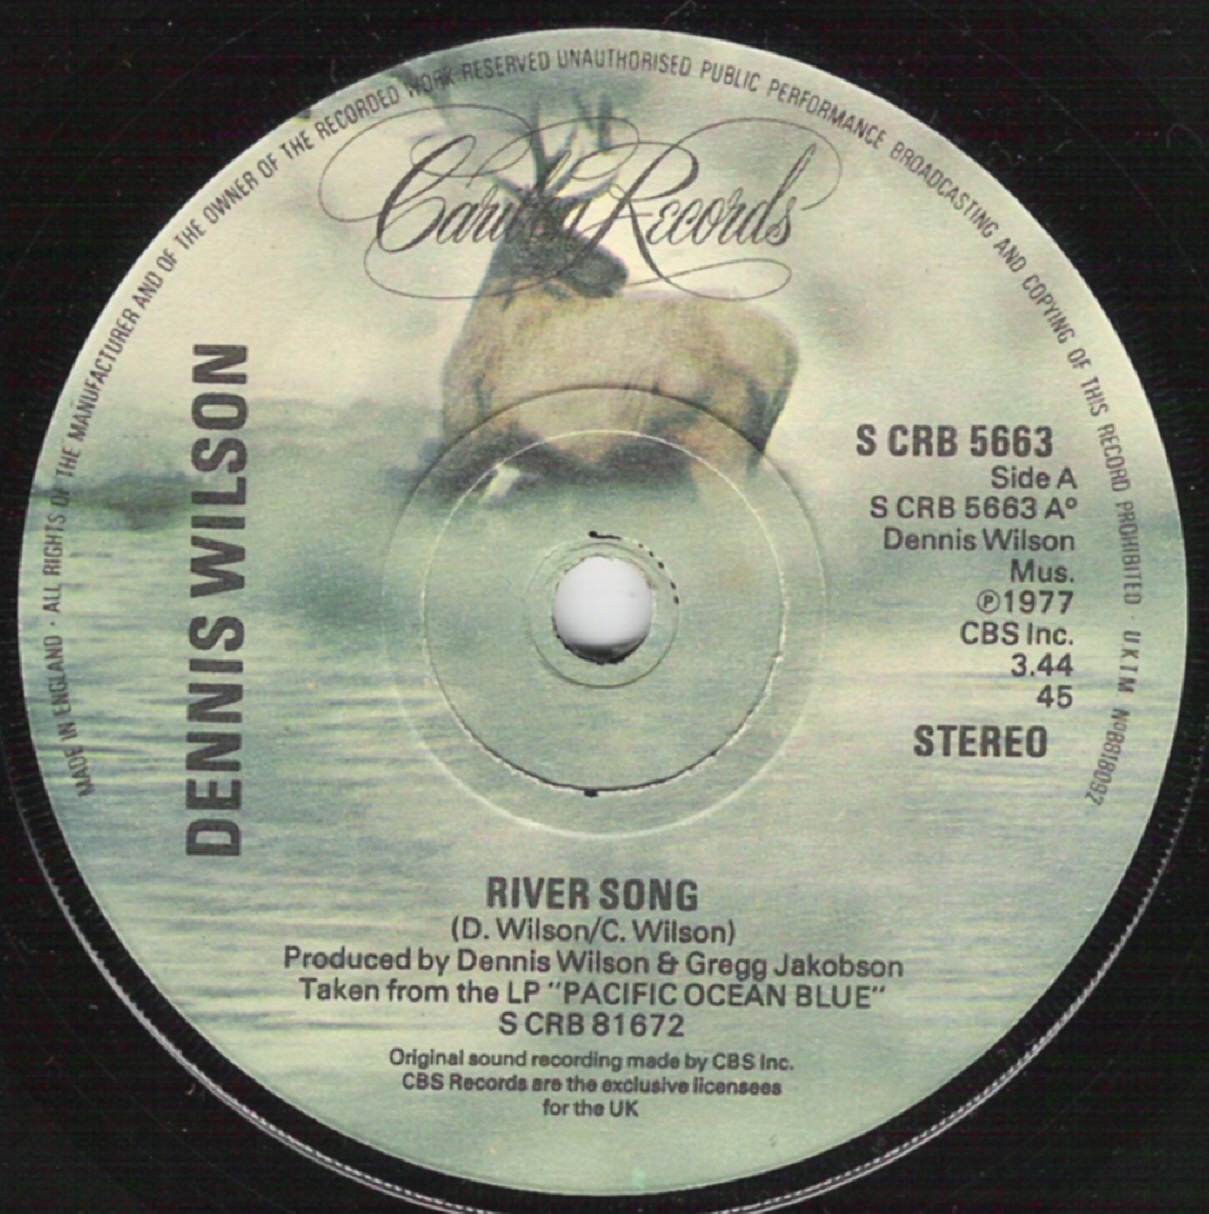 MADE IN ENGLAND · ALL RIGHTS OF THE MANUFACTURER AND OF THE OWNER OF THE RECORDED WORK RESERVED UNAUTHORISED PUBLIC PERFORMANCE BROADCASTING AND COPYING OF THIS RECORD PROHIBITED · U.K.T.M. Nº8818092
Caribou Records
DENNIS WILSON
S CRB 5663
Side A
S CRB 5663 Aº
Dennis Wilson
Mus.
℗1977
CBS Inc.
3.44
45
STEREO
RIVER SONG
(D. Wilson/C. Wilson)
Produced by Dennis Wilson & Gregg Jakobson
Taken from the LP "PACIFIC OCEAN BLUE"
S CRB 81672
Original sound recording made by CBS Inc.
CBS Records are the exclusive licensees
for the UK